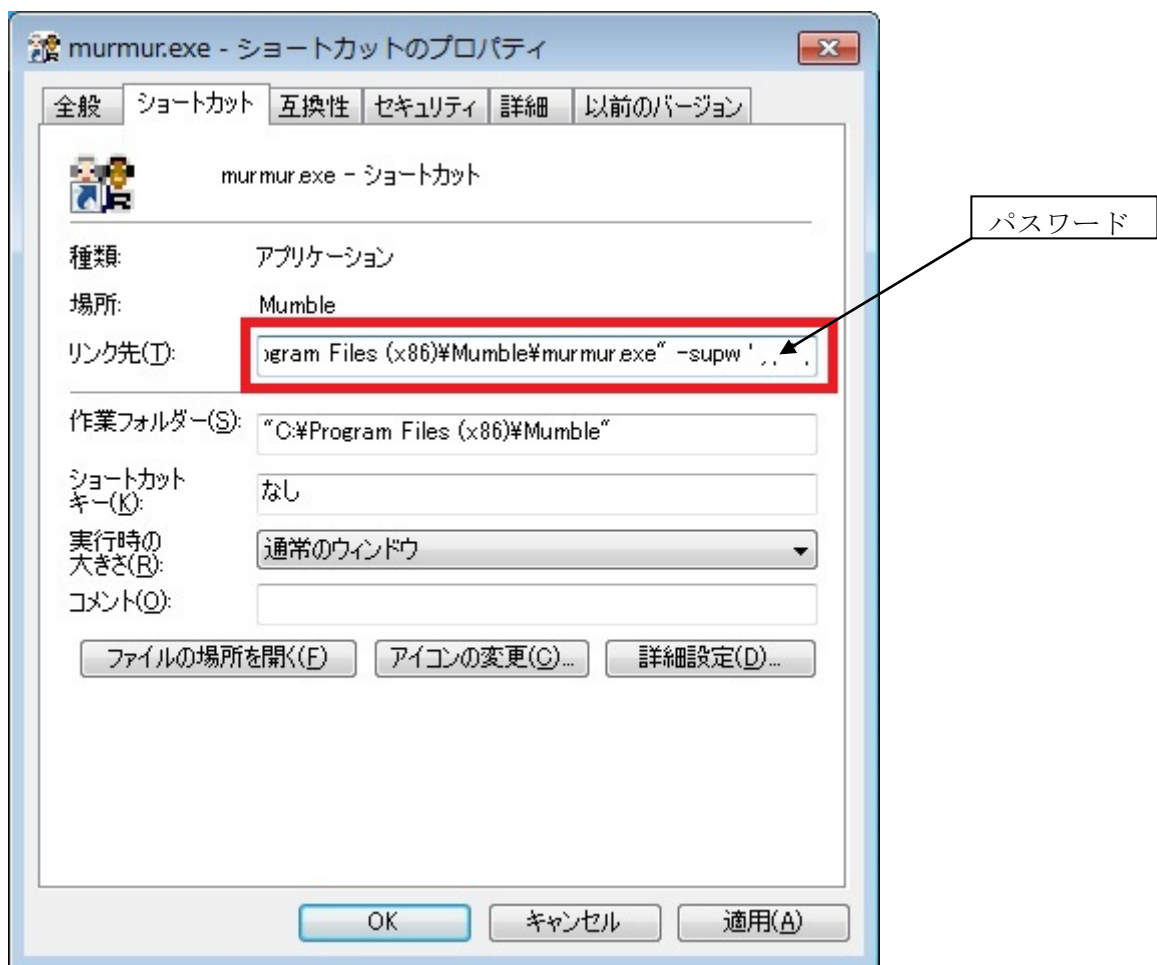 murmur.exe - ショートカットのプロパティ
全般 ショートカット 互換性 セキュリティ 詳細 以前のバージョン
murmur.exe - ショートカット
パスワード
種類: アプリケーション
場所: Mumble
リンク先(T): ogram Files (x86)¥Mumble¥murmur.exe" -supw
作業フォルダー(S): "C:¥Program Files (x86)¥Mumble"
ショートカット
キー(K): なし
実行時の
大きさ(R): 通常のウィンドウ
コメント(O):
ファイルの場所を開く(F) アイコンの変更(C)... 詳細設定(D)...
OK キャンセル 適用(A)